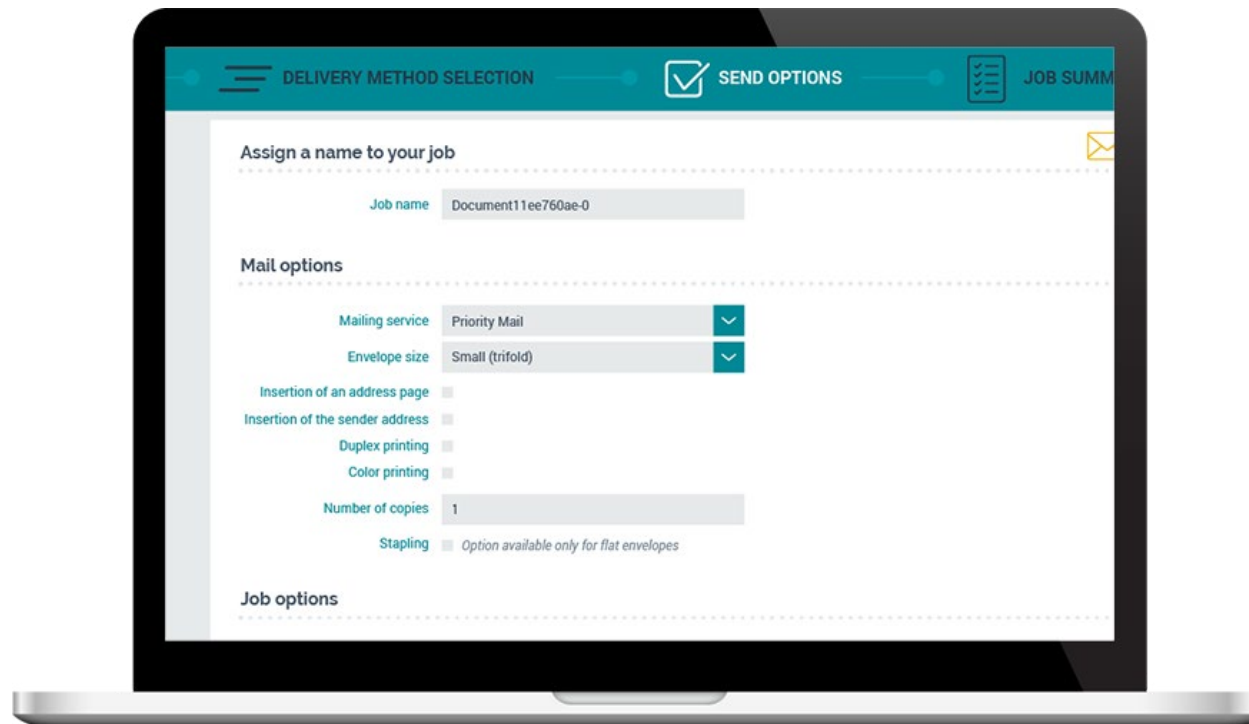 DELIVERY METHOD SELECTION
SEND OPTIONS
JOB SUMM
Assign a name to your job
Job name Document11ee760ae-0
Mail options
Mailing service Priority Mail
Envelope size Small (trifold)
Insertion of an address page
Insertion of the sender address
Duplex printing
Color printing
Number of copies 1
Stapling Option available only for flat envelopes
Job options